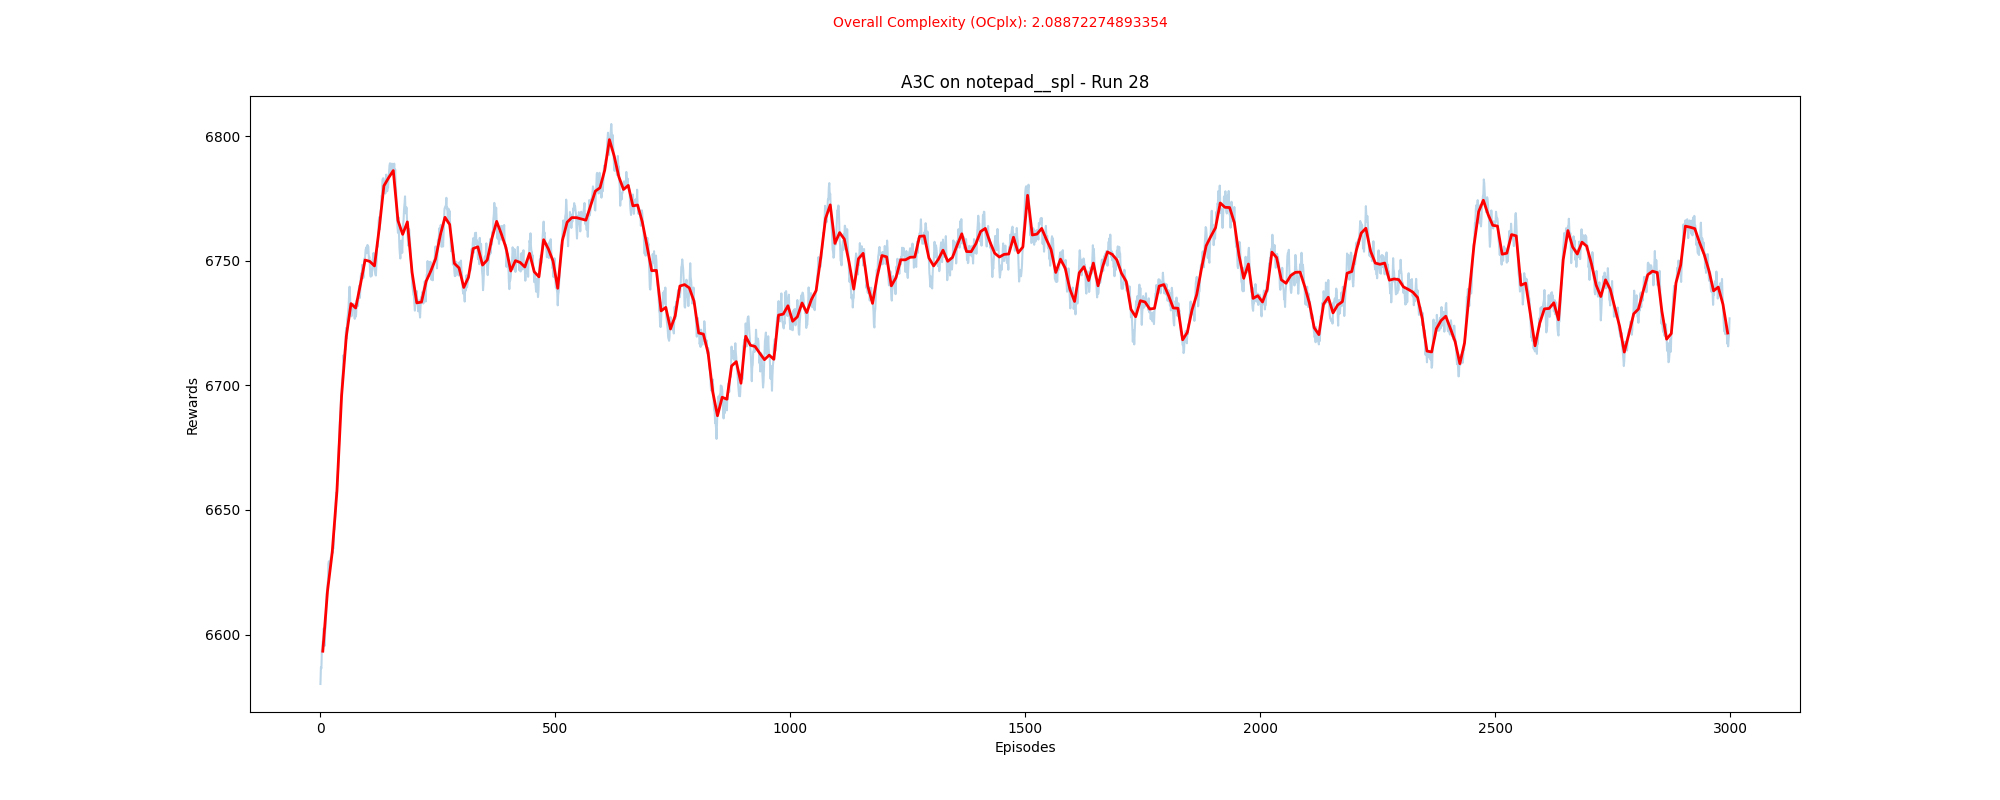 Overall Complexity (OCplx): 2.08872274893354
A3C on notepad__spl - Run 28
6800
6750
6700
6650
6600
Rewards
0 500 1000 1500 2000 2500 3000
Episodes